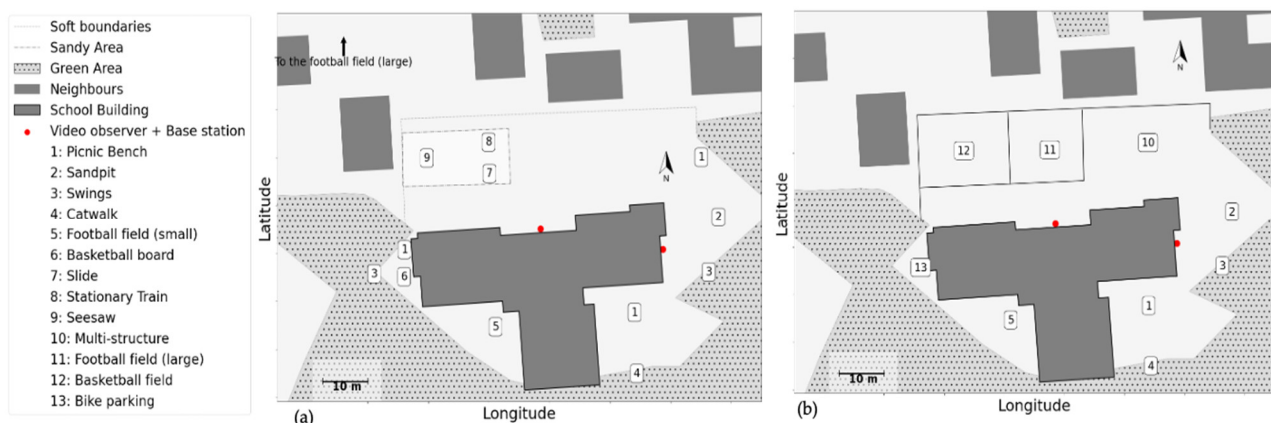 Soft boundaries
Sandy Area
Green Area
Neighbours
School Building
Video observer + Base station
1: Picnic Bench
2: Sandpit
3: Swings
4: Catwalk
5: Football field (small)
6: Basketball board
7: Slide
8: Stationary Train
9: Seesaw
10: Multi-structure
11: Football field (large)
12: Basketball field
13: Bike parking
To the football field (large)
8
9
7
1
N
2
1
3
6
3
1
5
4
10 m
Latitude
Longitude
(a)
N
10
11
12
2
3
13
1
5
4
10 m
Latitude
Longitude
(b)